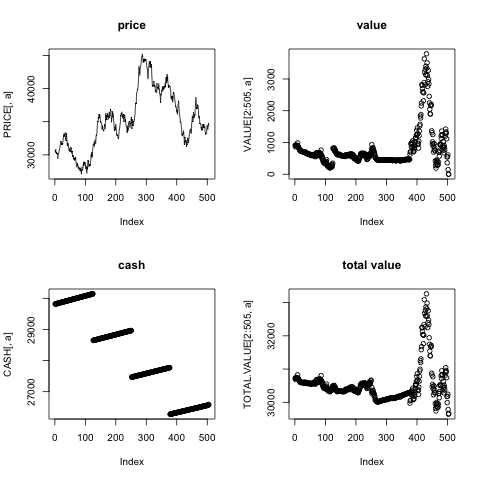 price
PRICE[, a]
30000
40000
0 100 200 300 400 500
Index
value
VALUE[2:505, a]
0 1000 2000 3000
0 100 200 300 400 500
Index
cash
CASH[, a]
27000 29000
0 100 200 300 400 500
Index
total value
TOTAL.VALUE[2:505, a]
30000 32000
0 100 200 300 400 500
Index